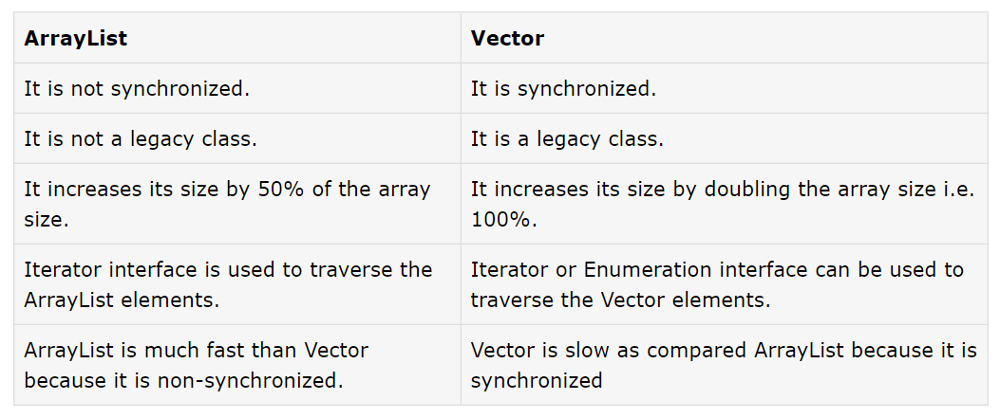 ArrayList
Vector
It is not synchronized.
It is synchronized.
It is not a legacy class.
It is a legacy class.
It increases its size by 50% of the array
size.
It increases its size by doubling the array size i.e.
100%.
Iterator interface is used to traverse the
ArrayList elements.
Iterator or Enumeration interface can be used to
traverse the Vector elements.
ArrayList is much fast than Vector
because it is non-synchronized.
Vector is slow as compared ArrayList because it is
synchronized